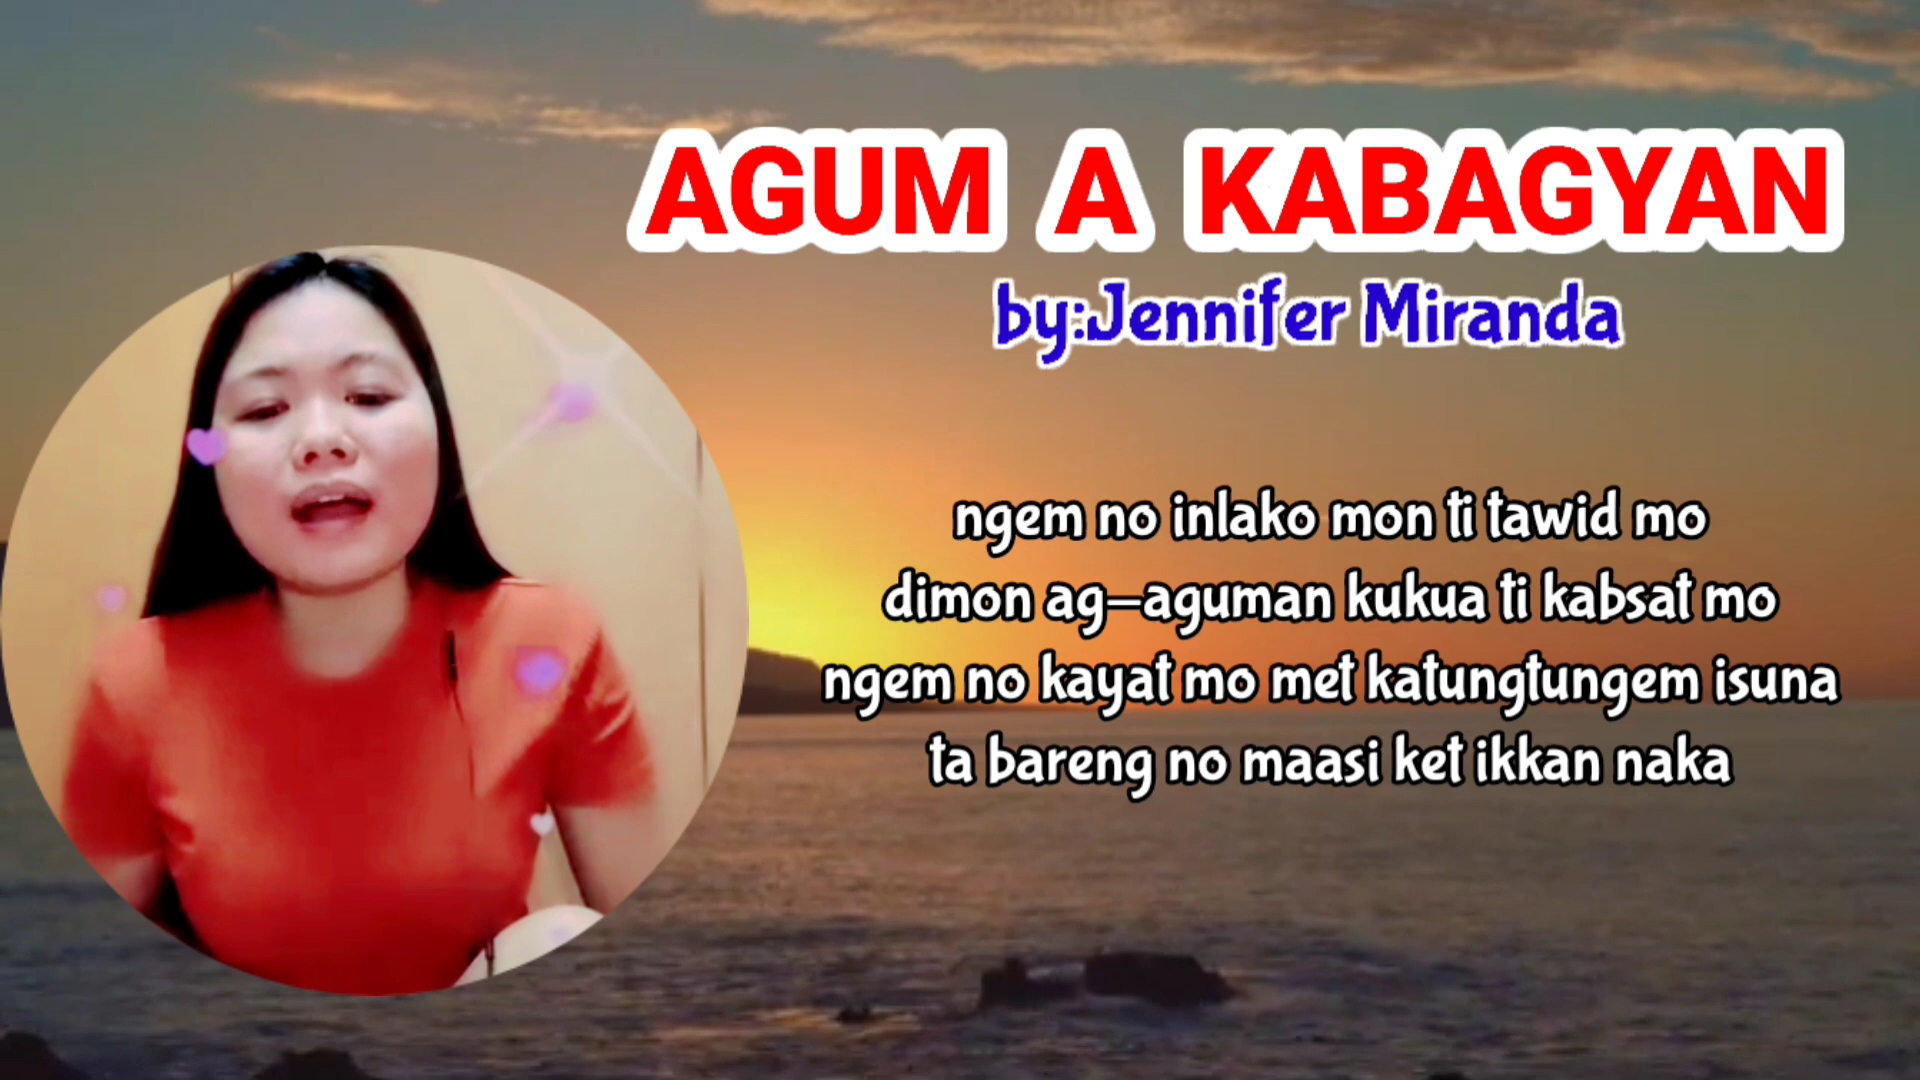 AGUM A KABAGYAN
by:Jennifer Miranda
ngem no inlako mon ti tawid mo
dimon ag-aguman kukua ti kabsat mo
ngem no kayat mo met katungtungem isuna
ta bareng no maasi ket ikkan naka